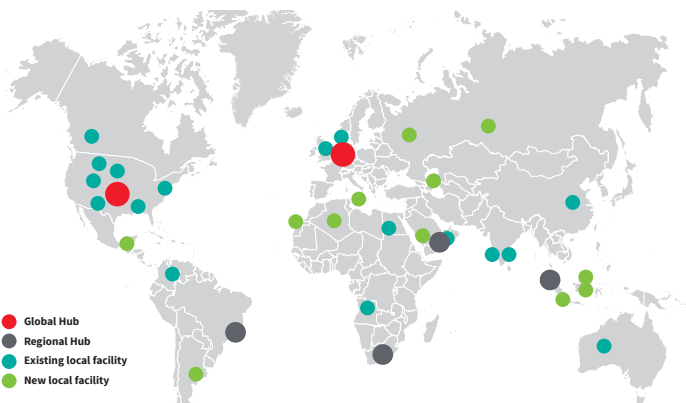 Global Hub
Regional Hub
Existing local facility
New local facility